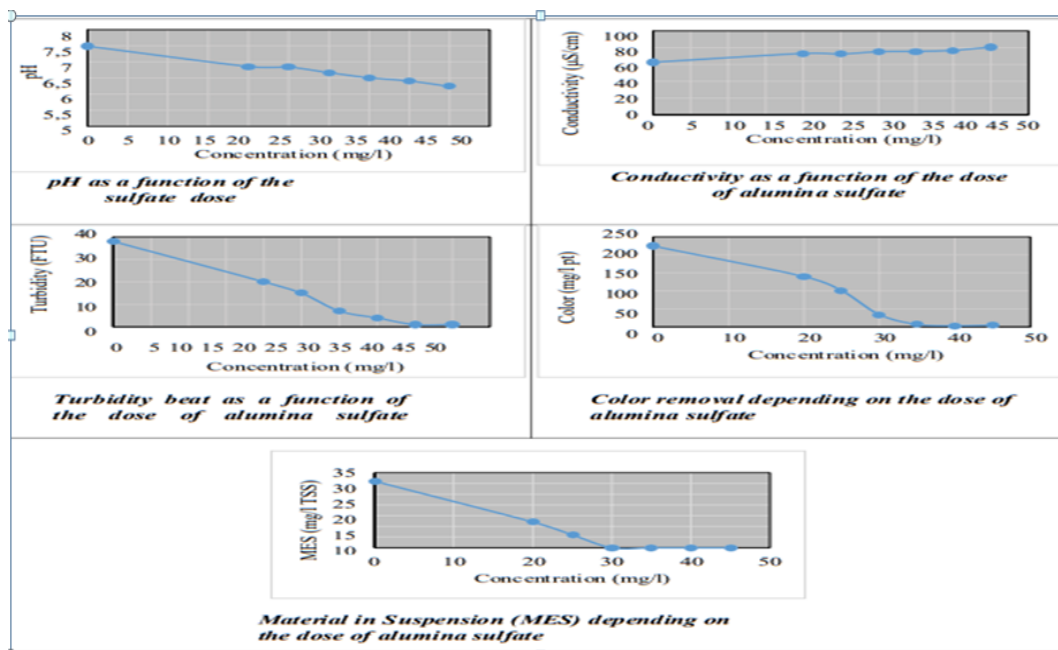 8
7,5
7
6,5
6
5,5
5
pH
0 5 10 15 20 25 30 35 40 45 50
Concentration (mg/l)
pH as a function of the
sulfate dose
100
80
60
40
20
0
Conductivity (µS/cm)
0 5 10 15 20 25 30 35 40 45 50
Concentration (mg/l)
Conductivity as a function of the dose
of alumina sulfate
40
30
20
10
0
Turbidity (FTU)
0 5 10 15 20 25 30 35 40 45 50
Concentration (mg/l)
Turbidity beat as a function of
the dose of alumina sulfate
250
200
150
100
50
0
Color (mg/l pt)
0 10 20 30 40 50
Concentration (mg/l)
Color removal depending on the dose of
alumina sulfate
35
30
25
20
15
10
MES (mg/l TSS)
0 10 20 30 40 50
Concentration (mg/l)
Material in Suspension (MES) depending on
the dose of alumina sulfate